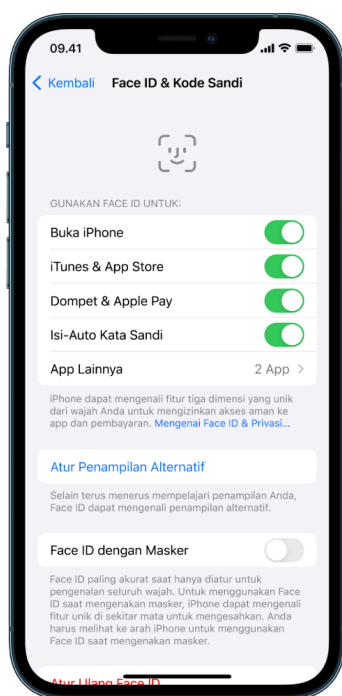 09.41
Kembali Face ID & Kode Sandi
GUNAKAN FACE ID UNTUK:
Buka iPhone
iTunes & App Store
Dompet & Apple Pay
Isi-Auto Kata Sandi
App Lainnya 2 App
iPhone dapat mengenali fitur tiga dimensi yang unik
dari wajah Anda untuk mengizinkan akses aman ke
app dan pembayaran. Mengenai Face ID & Privasi...
Atur Penampilan Alternatif
Selain terus menerus mempelajari penampilan Anda,
Face ID dapat mengenali penampilan alternatif.
Face ID dengan Masker
Face ID paling akurat saat hanya diatur untuk
pengenalan seluruh wajah. Untuk menggunakan Face
ID saat mengenakan masker, iPhone dapat mengenali
fitur unik di sekitar mata untuk mengesahkan. Anda
harus melihat ke arah iPhone untuk menggunakan
Face ID saat mengenakan masker.
Atur Ulang Face ID